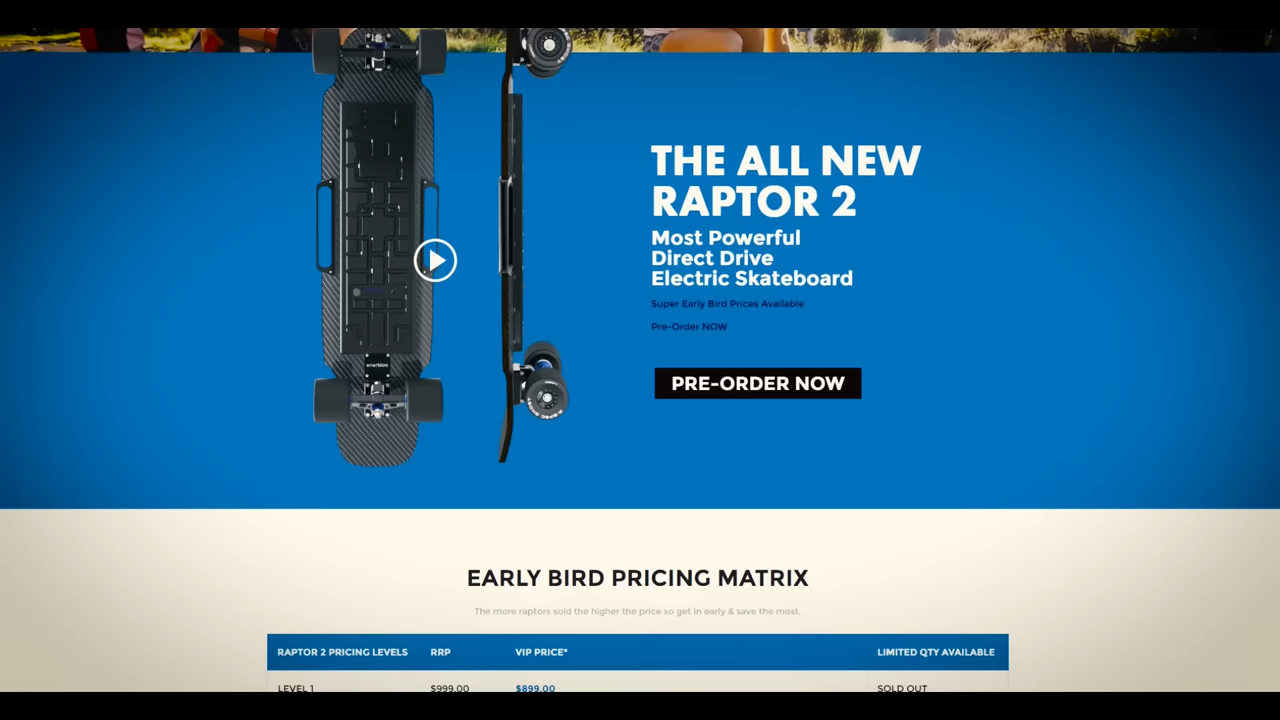 THE ALL NEW
RAPTOR 2
Most Powerful
Direct Drive
Electric Skateboard
Super Early Bird Prices Available
Pre-Order NOW
PRE-ORDER NOW
enertion
EARLY BIRD PRICING MATRIX
The more raptors sold the higher the price so get in early & save the most.
RAPTOR 2 PRICING LEVELS RRP VIP PRICE* LIMITED QTY AVAILABLE
LEVEL 1 $999.00 $899.00 SOLD OUT